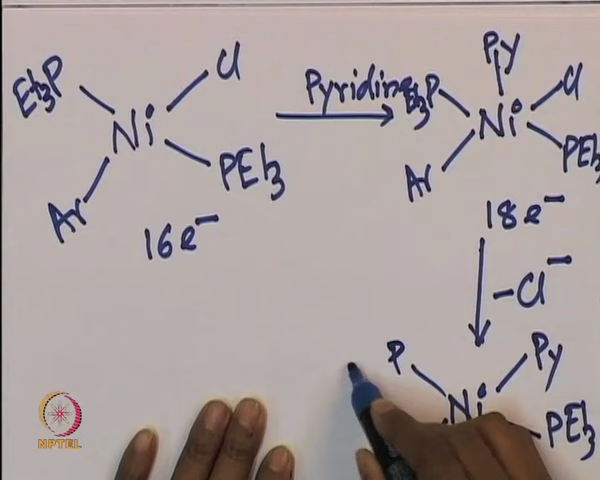 Et3P Cl
Ni
Ar PEt3
16e−
Pyridine
Py
Et3P Cl
Ni
Ar PEt3
18e−
−Cl−
P Py
Ni
PEt3
NPTEL